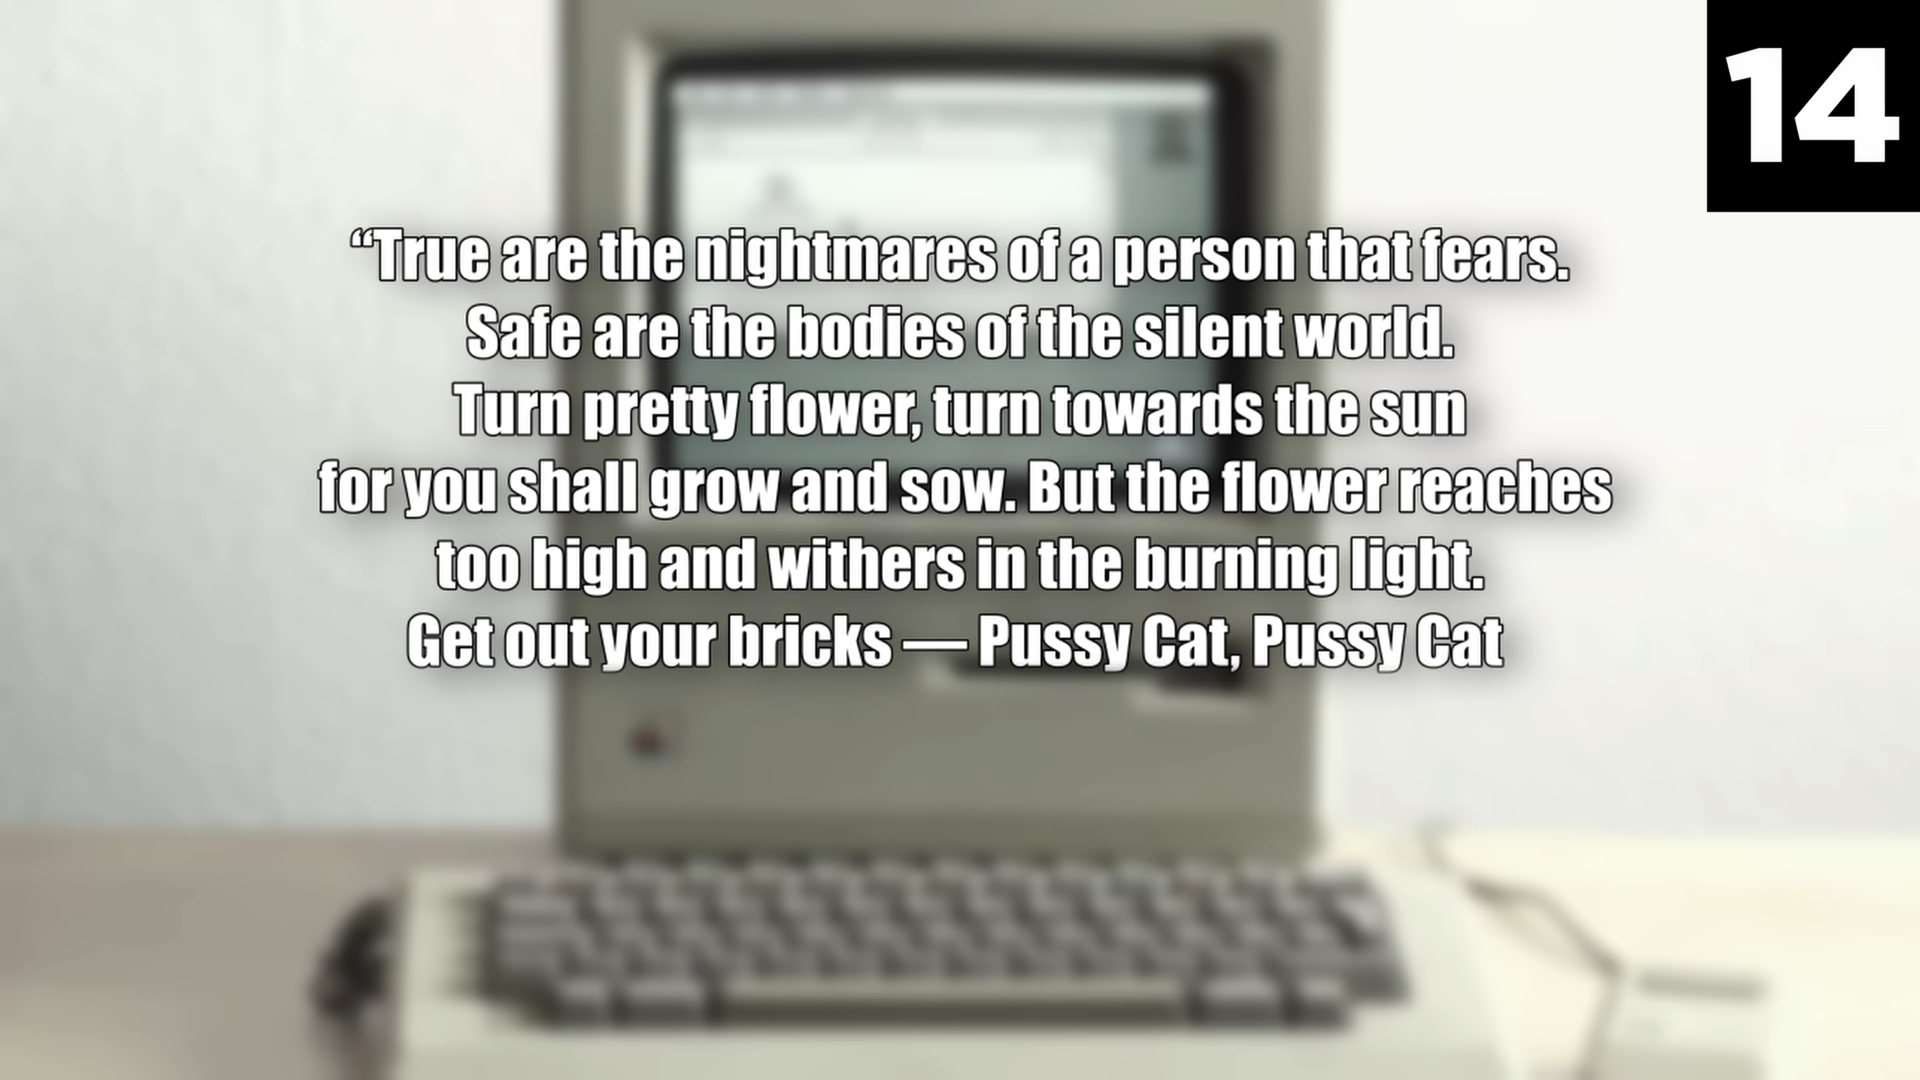 14
“True are the nightmares of a person that fears.
Safe are the bodies of the silent world.
Turn pretty flower, turn towards the sun
for you shall grow and sow. But the flower reaches
too high and withers in the burning light.
Get out your bricks — Pussy Cat, Pussy Cat